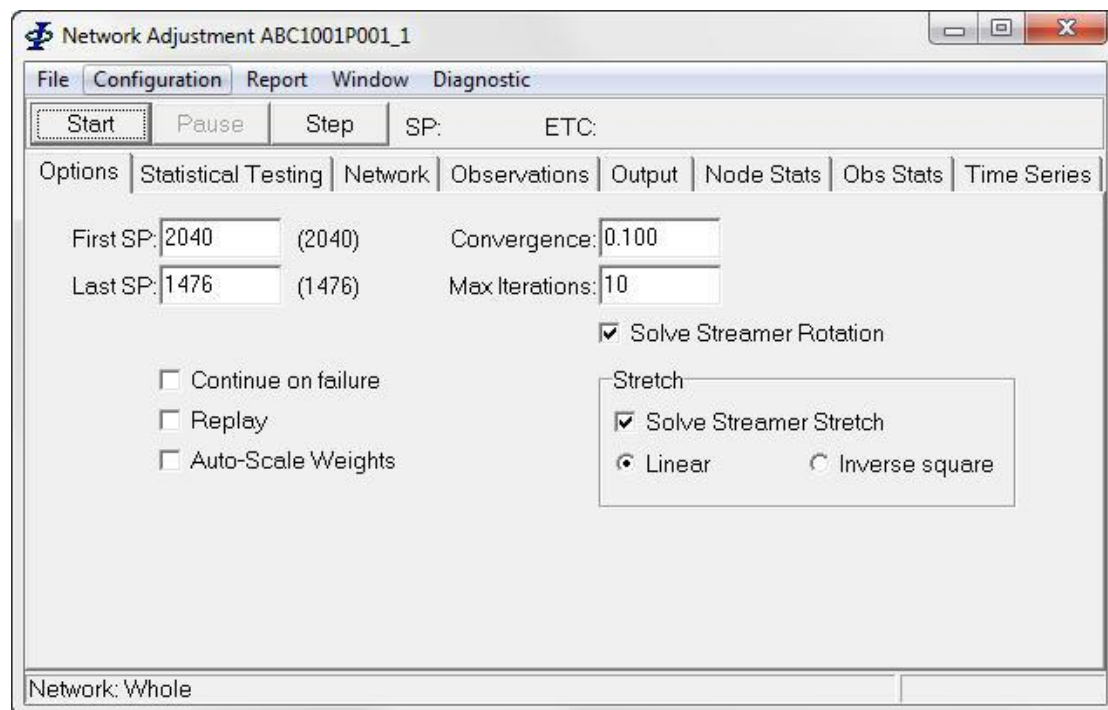 Network Adjustment ABC1001P001_1
File Configuration Report Window Diagnostic
Start Pause Step SP: ETC:
Options Statistical Testing Network Observations Output Node Stats Obs Stats Time Series
First SP: 2040 (2040) Convergence: 0.100
Last SP: 1476 (1476) Max Iterations: 10
Solve Streamer Rotation
Continue on failure Stretch
Replay Solve Streamer Stretch
Auto-Scale Weights Linear Inverse square
Network: Whole